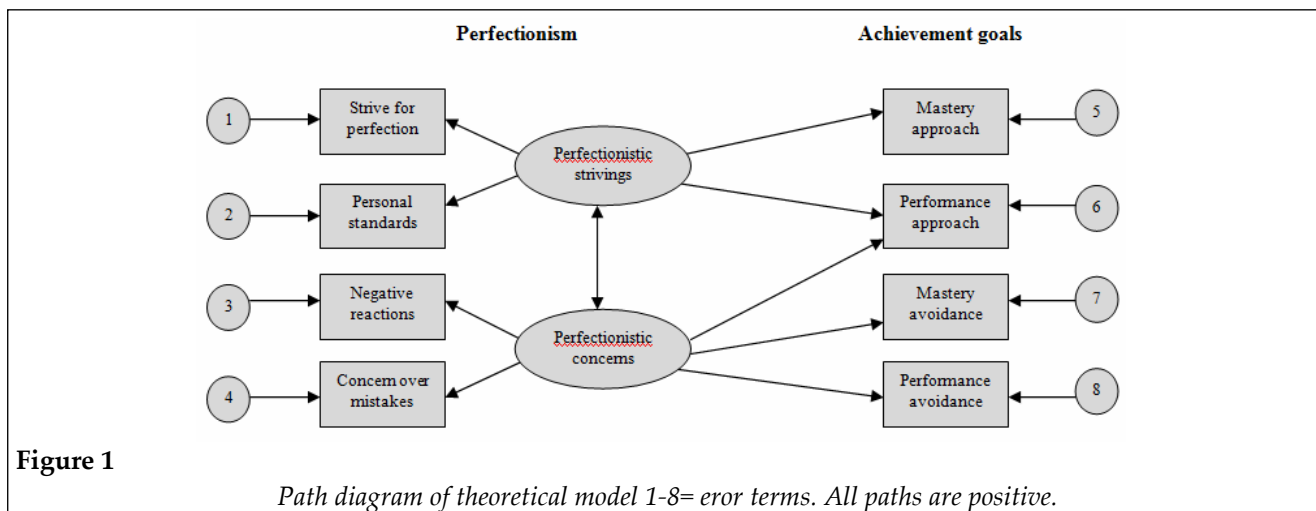 Perfectionism
Achievement goals
1
Strive for
perfection
Mastery
approach
5
Perfectionistic
strivings
2
Personal
standards
Performance
approach
6
3
Negative
reactions
Mastery
avoidance
7
Perfectionistic
concerns
4
Concern over
mistakes
Performance
avoidance
8
Figure 1
Path diagram of theoretical model 1-8= eror terms. All paths are positive.